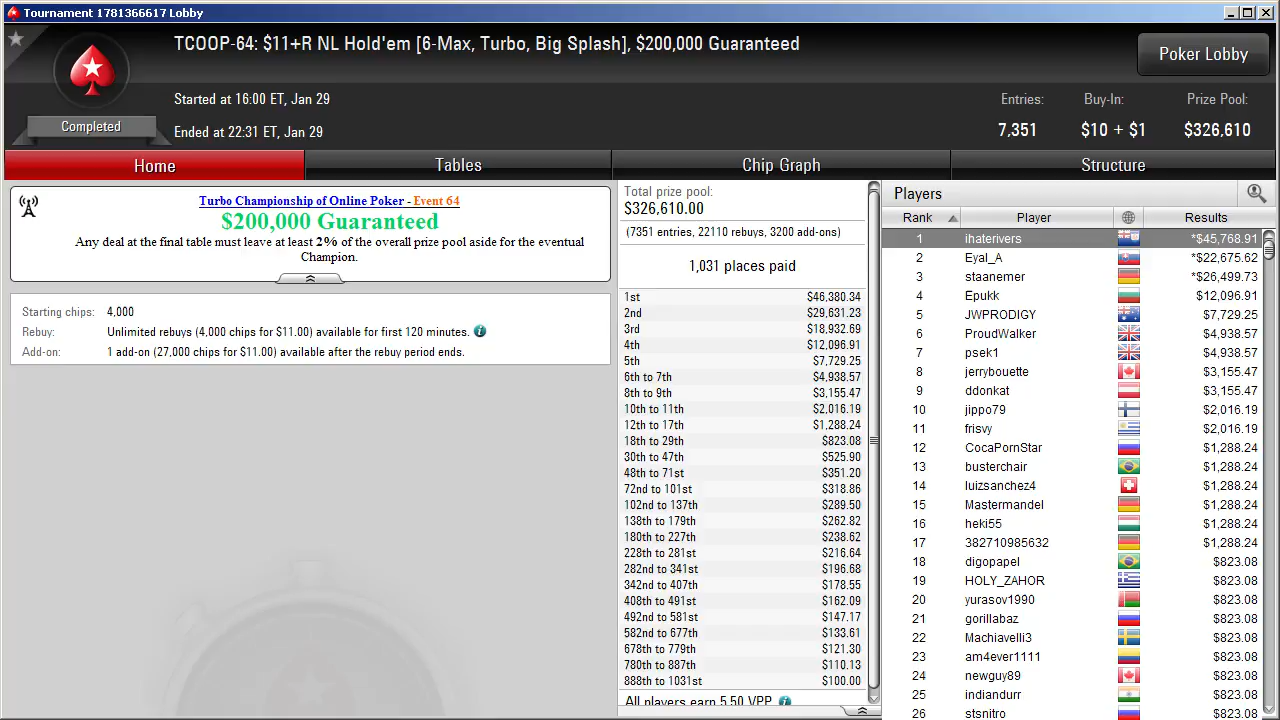 Tournament 1781366617 Lobby
TCOOP-64: $11+R NL Hold'em [6-Max, Turbo, Big Splash], $200,000 Guaranteed
Poker Lobby
Started at 16:00 ET, Jan 29
Entries: Buy-In: Prize Pool:
Completed
Ended at 22:31 ET, Jan 29
7,351 $10 + $1 $326,610
Home Tables Chip Graph Structure
Turbo Championship of Online Poker - Event 64
$200,000 Guaranteed
Any deal at the final table must leave at least 2% of the overall prize pool aside for the eventual
Champion.
Starting chips: 4,000
Rebuy: Unlimited rebuys (4,000 chips for $11.00) available for first 120 minutes.
Add-on: 1 add-on (27,000 chips for $11.00) available after the rebuy period ends.
Total prize pool:
$326,610.00
(7351 entries, 22110 rebuys, 3200 add-ons)
1,031 places paid
1st $46,380.34
2nd $29,631.23
3rd $18,932.69
4th $12,096.91
5th $7,729.25
6th to 7th $4,938.57
8th to 9th $3,155.47
10th to 11th $2,016.19
12th to 17th $1,288.24
18th to 29th $823.08
30th to 47th $525.90
48th to 71st $351.20
72nd to 101st $318.86
102nd to 137th $289.50
138th to 179th $262.82
180th to 227th $238.62
228th to 281st $216.64
282nd to 341st $196.68
342nd to 407th $178.55
408th to 491st $162.09
492nd to 581st $147.17
582nd to 677th $133.61
678th to 779th $121.30
780th to 887th $110.13
888th to 1031st $100.00
All players earn 5.50 VPP
Players
Rank Player Results
1 ihaterivers *$45,768.91
2 Eyal_A *$22,675.62
3 staanemer *$26,499.73
4 Epukk $12,096.91
5 JWPRODIGY $7,729.25
6 ProudWalker $4,938.57
7 psek1 $4,938.57
8 jerrybouette $3,155.47
9 ddonkat $3,155.47
10 jippo79 $2,016.19
11 frisvy $2,016.19
12 CocaPornStar $1,288.24
13 busterchair $1,288.24
14 luizsanchez4 $1,288.24
15 Mastermandel $1,288.24
16 heki55 $1,288.24
17 382710985632 $1,288.24
18 digopapel $823.08
19 HOLY_ZAHOR $823.08
20 yurasov1990 $823.08
21 gorillabaz $823.08
22 Machiavelli3 $823.08
23 am4ever1111 $823.08
24 newguy89 $823.08
25 indiandurr $823.08
26 stsnitro $823.08